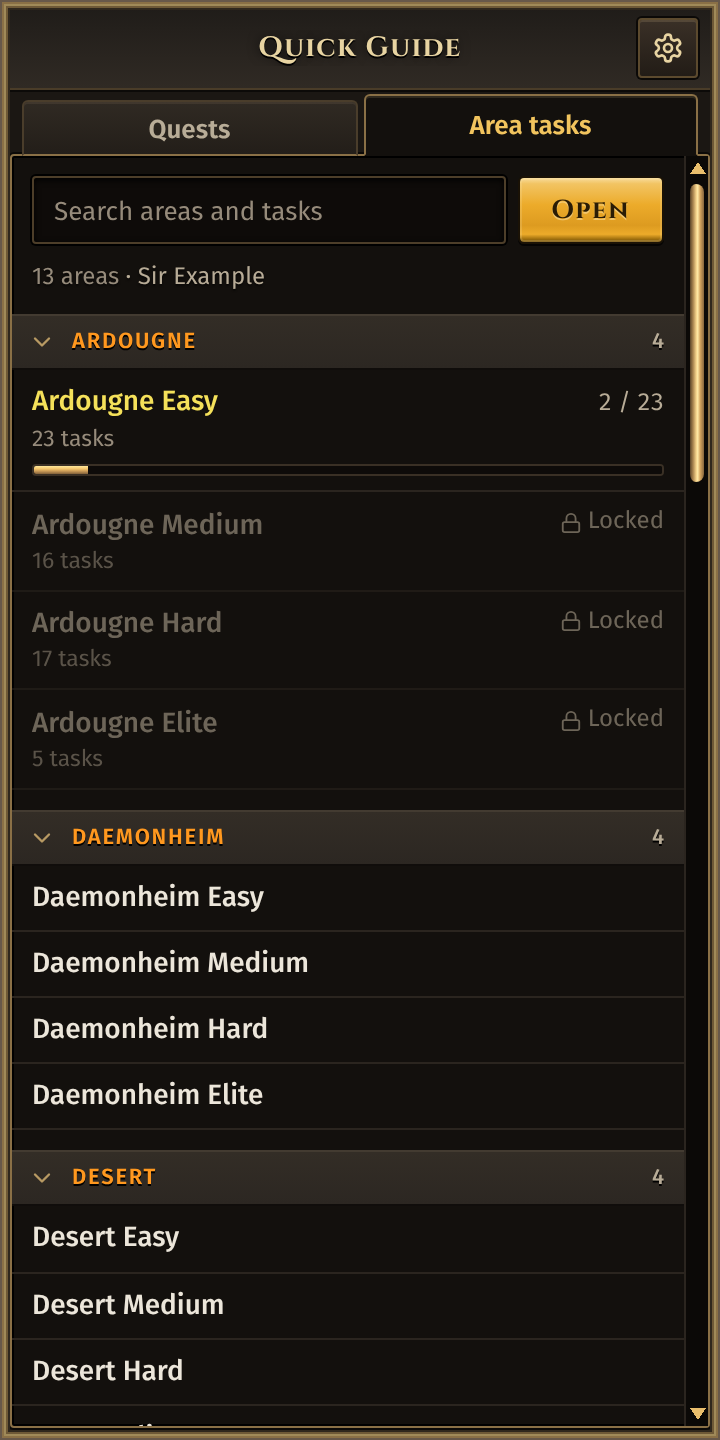 Quick Guide
Quests
Area tasks
Search areas and tasks
Open
13 areas · Sir Example
ARDOUGNE 4
Ardougne Easy 2 / 23
23 tasks
Ardougne Medium Locked
16 tasks
Ardougne Hard Locked
17 tasks
Ardougne Elite Locked
5 tasks
DAEMONHEIM 4
Daemonheim Easy
Daemonheim Medium
Daemonheim Hard
Daemonheim Elite
DESERT 4
Desert Easy
Desert Medium
Desert Hard